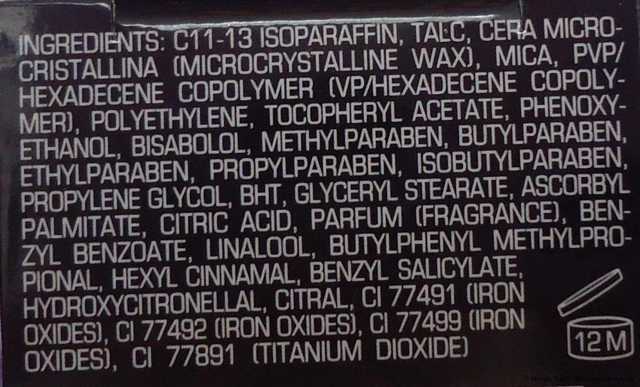 INGREDIENTS: C11-13 ISOPARAFFIN, TALC, CERA MICRO-
CRISTALLINA (MICROCRYSTALLINE WAX), MICA, PVP/
HEXADECENE COPOLYMER (VP/HEXADECENE COPOLY-
MER), POLYETHYLENE, TOCOPHERYL ACETATE, PHENOXY-
ETHANOL, BISABOLOL, METHYLPARABEN, BUTYLPARABEN,
ETHYLPARABEN, PROPYLPARABEN, ISOBUTYLPARABEN,
PROPYLENE GLYCOL, BHT, GLYCERYL STEARATE, ASCORBYL
PALMITATE, CITRIC ACID, PARFUM (FRAGRANCE), BEN-
ZYL BENZOATE, LINALOOL, BUTYLPHENYL METHYLPRO-
PIONAL, HEXYL CINNAMAL, BENZYL SALICYLATE,
HYDROXYCITRONELLAL, CITRAL, CI 77491 (IRON
OXIDES), CI 77492 (IRON OXIDES), CI 77499 (IRON
OXIDES), CI 77891 (TITANIUM DIOXIDE)
12 M